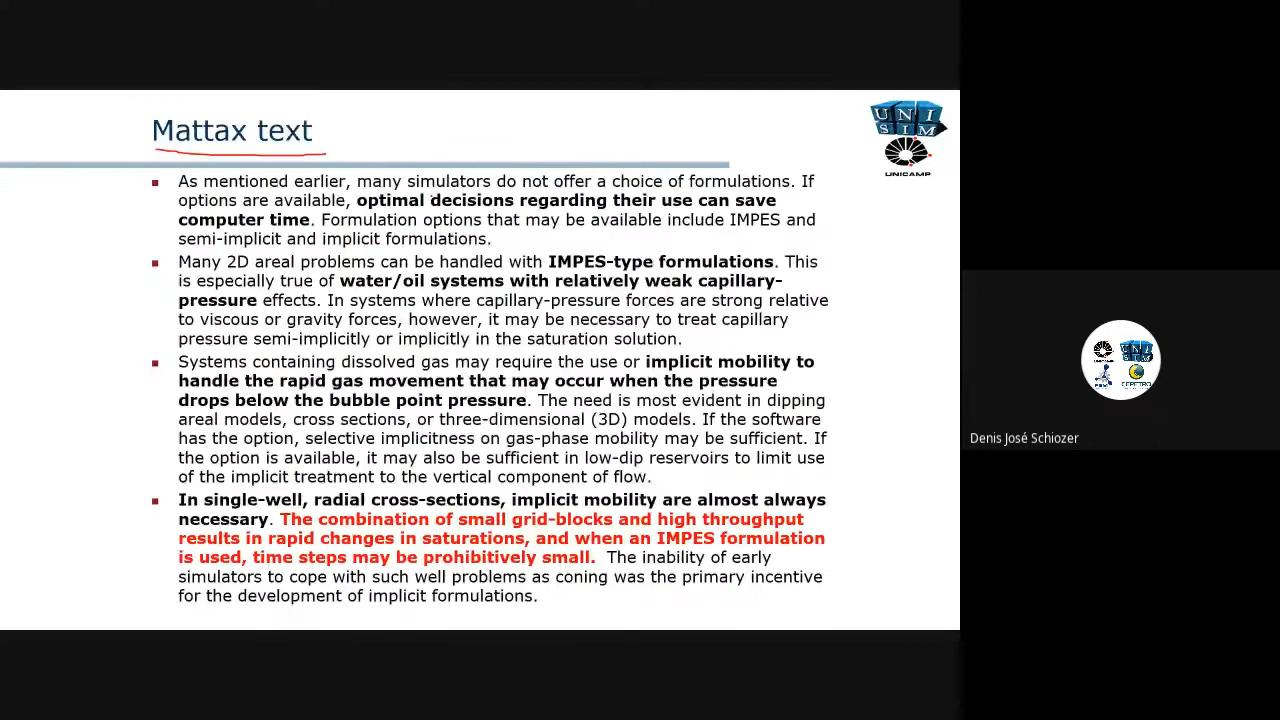 Mattax text
UNI
SIM
UNICAMP
As mentioned earlier, many simulators do not offer a choice of formulations. If
options are available, optimal decisions regarding their use can save
computer time. Formulation options that may be available include IMPES and
semi-implicit and implicit formulations.
Many 2D areal problems can be handled with IMPES-type formulations. This
is especially true of water/oil systems with relatively weak capillary-
pressure effects. In systems where capillary-pressure forces are strong relative
to viscous or gravity forces, however, it may be necessary to treat capillary
pressure semi-implicitly or implicitly in the saturation solution.
Systems containing dissolved gas may require the use or implicit mobility to
handle the rapid gas movement that may occur when the pressure
drops below the bubble point pressure. The need is most evident in dipping
areal models, cross sections, or three-dimensional (3D) models. If the software
has the option, selective implicitness on gas-phase mobility may be sufficient. If
the option is available, it may also be sufficient in low-dip reservoirs to limit use
of the implicit treatment to the vertical component of flow.
In single-well, radial cross-sections, implicit mobility are almost always
necessary. The combination of small grid-blocks and high throughput
results in rapid changes in saturations, and when an IMPES formulation
is used, time steps may be prohibitively small. The inability of early
simulators to cope with such well problems as coning was the primary incentive
for the development of implicit formulations.
Denis José Schiozer